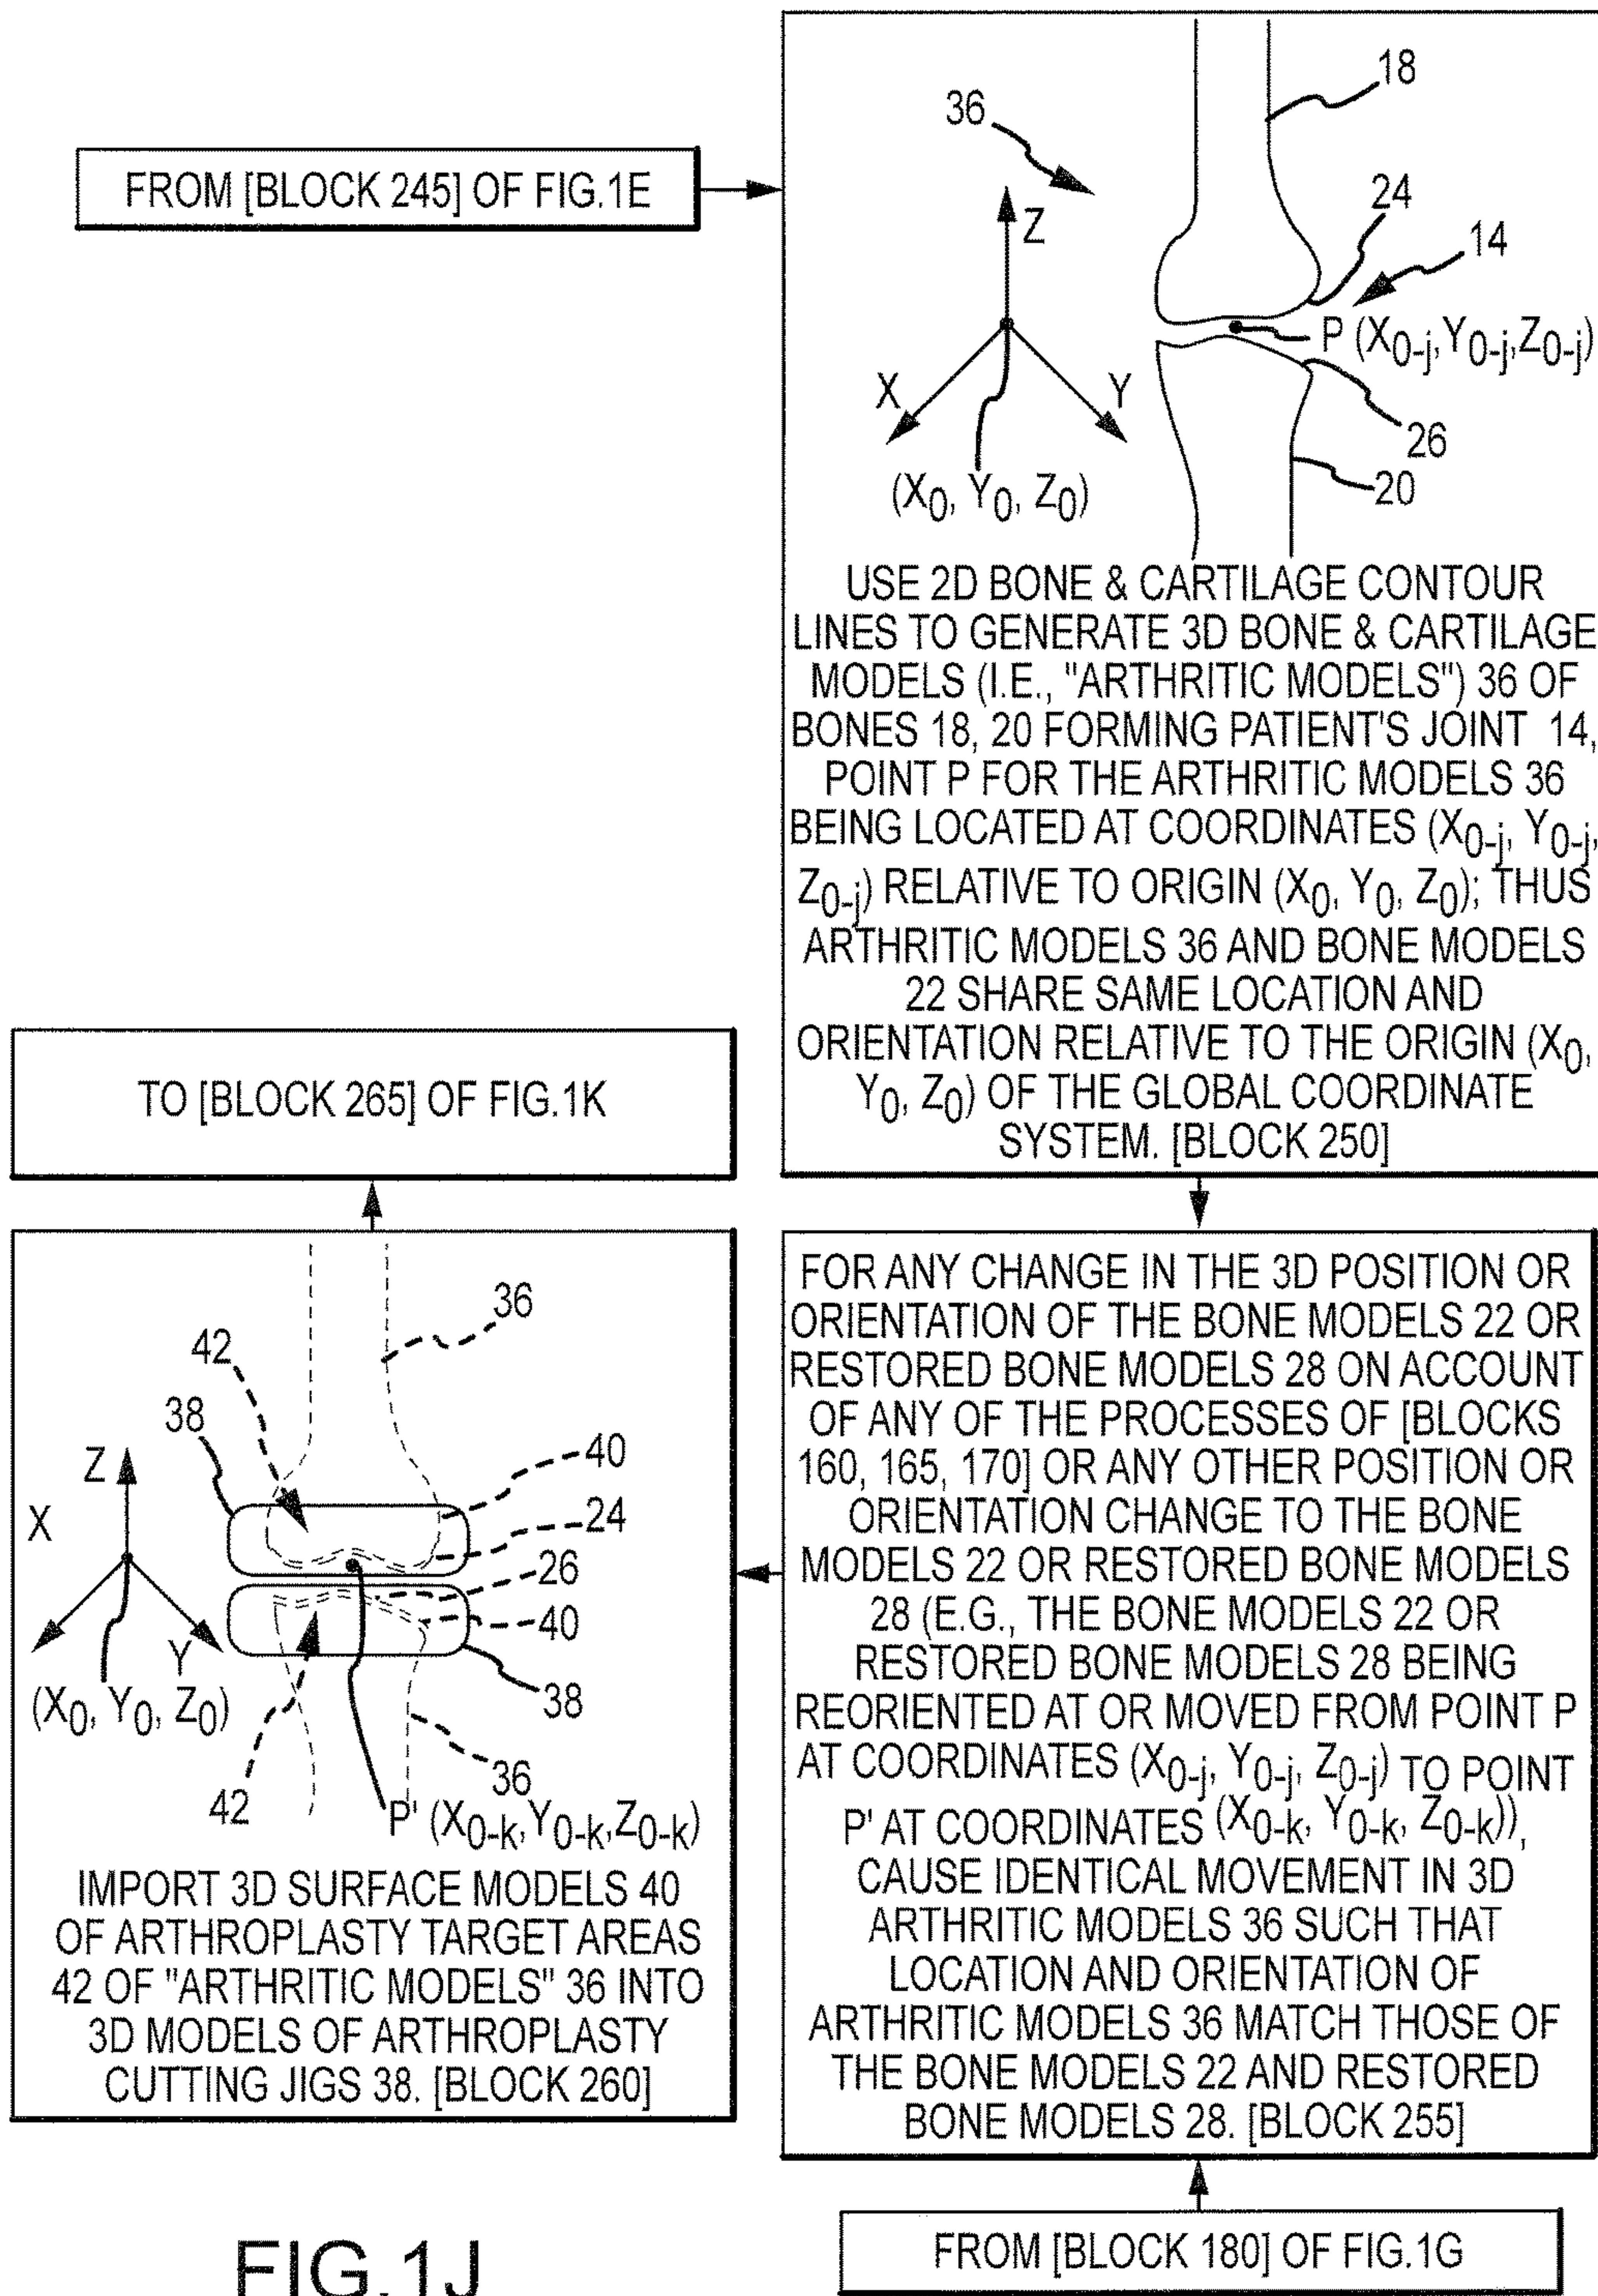 FROM [BLOCK 245] OF FIG.1E
36
18
24
14
Z
P (X0-j,Y0-j,Z0-j)
X
Y
26
20
(X0, Y0, Z0)
USE 2D BONE & CARTILAGE CONTOUR
LINES TO GENERATE 3D BONE & CARTILAGE
MODELS (I.E., "ARTHRITIC MODELS") 36 OF
BONES 18, 20 FORMING PATIENT'S JOINT 14,
POINT P FOR THE ARTHRITIC MODELS 36
BEING LOCATED AT COORDINATES (X0-j, Y0-j,
Z0-j) RELATIVE TO ORIGIN (X0, Y0, Z0); THUS
ARTHRITIC MODELS 36 AND BONE MODELS
22 SHARE SAME LOCATION AND
ORIENTATION RELATIVE TO THE ORIGIN (X0,
Y0, Z0) OF THE GLOBAL COORDINATE
SYSTEM. [BLOCK 250]
FOR ANY CHANGE IN THE 3D POSITION OR
ORIENTATION OF THE BONE MODELS 22 OR
RESTORED BONE MODELS 28 ON ACCOUNT
OF ANY OF THE PROCESSES OF [BLOCKS
160, 165, 170] OR ANY OTHER POSITION OR
ORIENTATION CHANGE TO THE BONE
MODELS 22 OR RESTORED BONE MODELS
28 (E.G., THE BONE MODELS 22 OR
RESTORED BONE MODELS 28 BEING
REORIENTED AT OR MOVED FROM POINT P
AT COORDINATES (X0-j, Y0-j, Z0-j) TO POINT
P' AT COORDINATES (X0-k, Y0-k, Z0-k)),
CAUSE IDENTICAL MOVEMENT IN 3D
ARTHRITIC MODELS 36 SUCH THAT
LOCATION AND ORIENTATION OF
ARTHRITIC MODELS 36 MATCH THOSE OF
THE BONE MODELS 22 AND RESTORED
BONE MODELS 28. [BLOCK 255]
FROM [BLOCK 180] OF FIG.1G
36
42
38
40
Z
24
X
26
40
Y
38
(X0, Y0, Z0)
36
42
P' (X0-k,Y0-k,Z0-k)
IMPORT 3D SURFACE MODELS 40
OF ARTHROPLASTY TARGET AREAS
42 OF "ARTHRITIC MODELS" 36 INTO
3D MODELS OF ARTHROPLASTY
CUTTING JIGS 38. [BLOCK 260]
TO [BLOCK 265] OF FIG.1K
FIG.1J